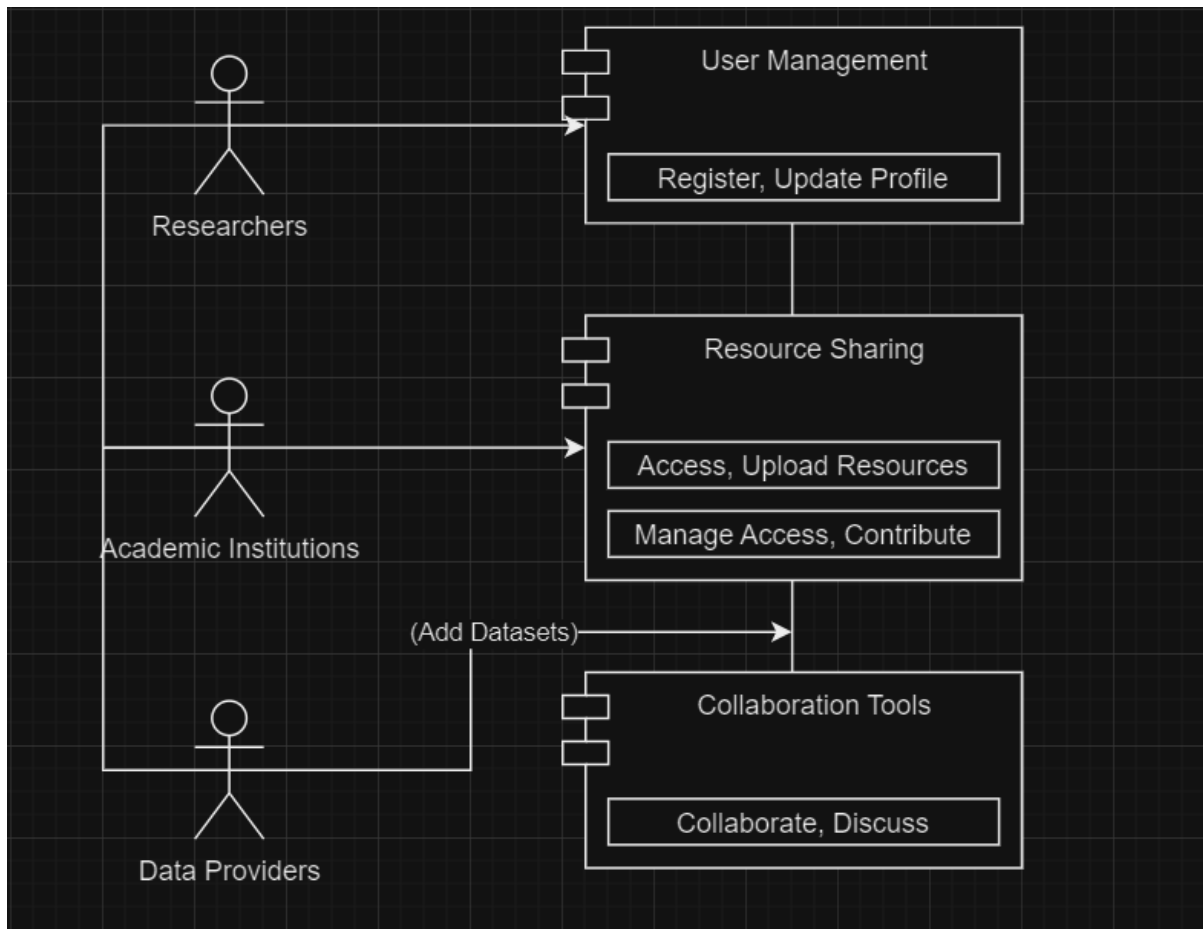 User Management
Register, Update Profile
Researchers
Resource Sharing
Access, Upload Resources
Manage Access, Contribute
Academic Institutions
(Add Datasets)
Collaboration Tools
Collaborate, Discuss
Data Providers